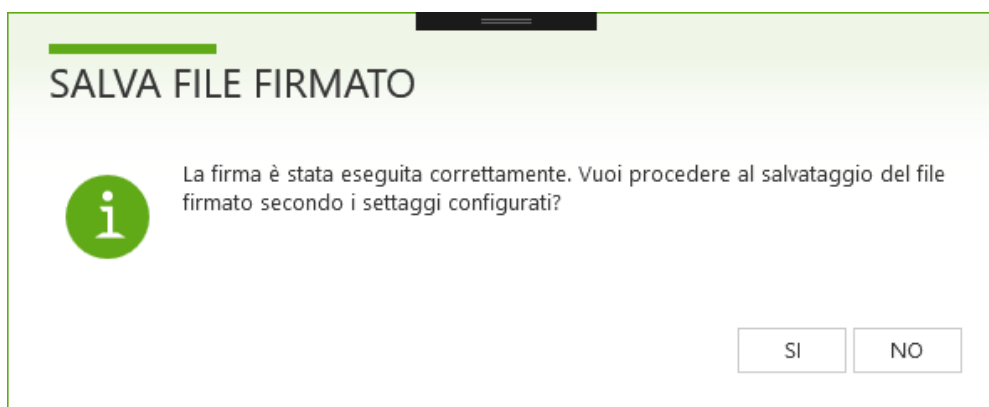 SALVA FILE FIRMATO
La firma è stata eseguita correttamente. Vuoi procedere al salvataggio del file
firmato secondo i settaggi configurati?
SI
NO